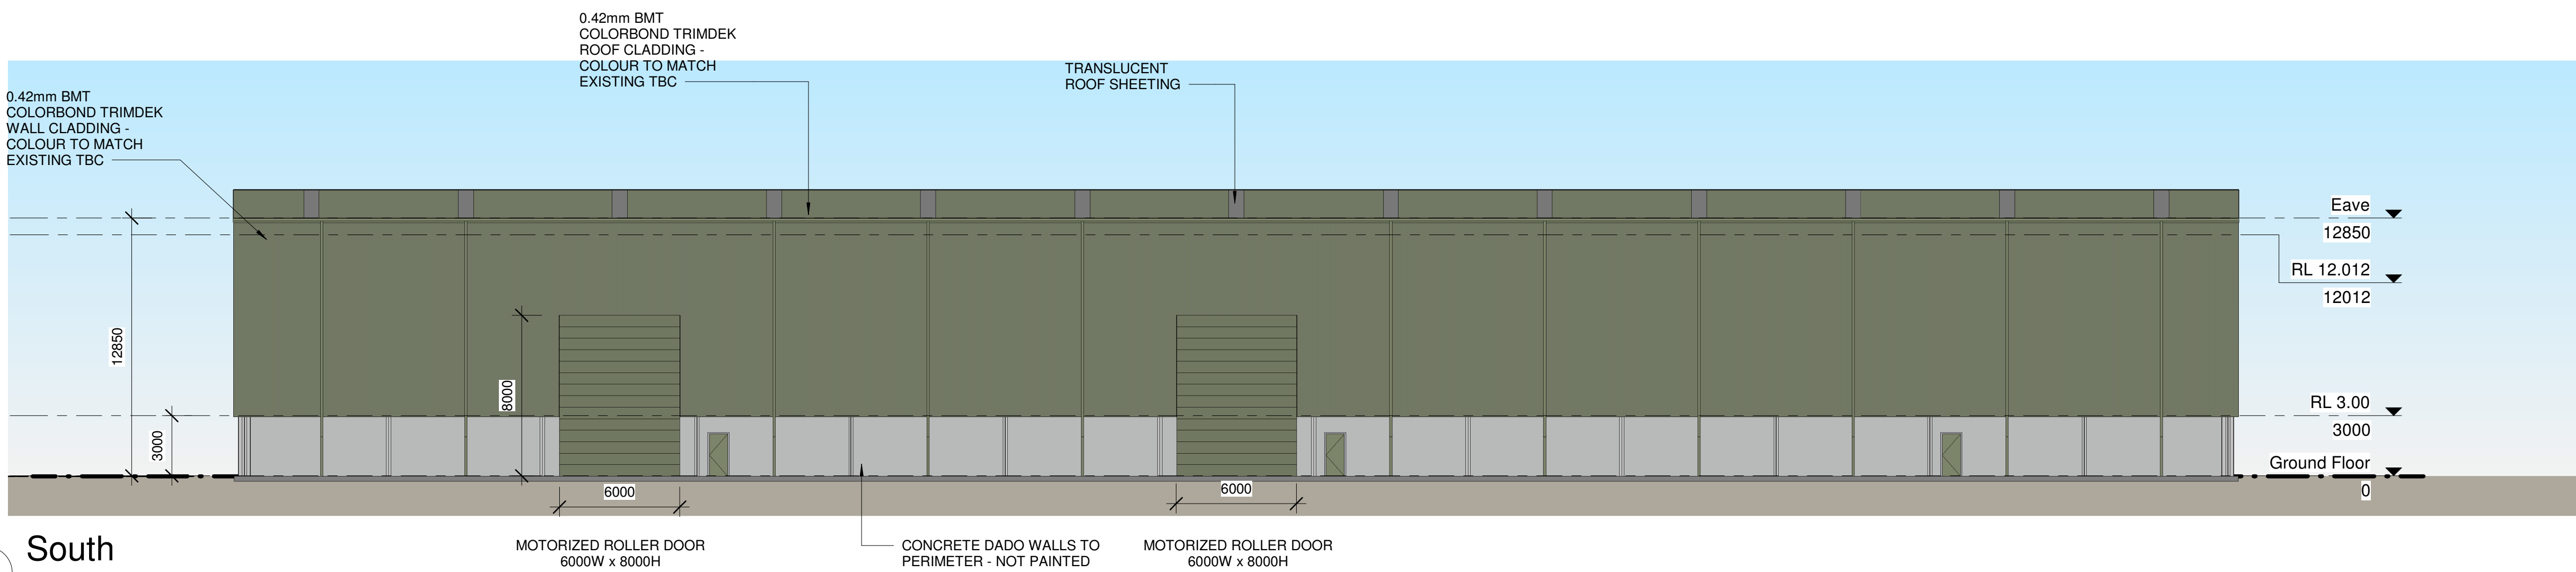 0.42mm BMT
COLORBOND TRIMDEK
ROOF CLADDING -
COLOUR TO MATCH
EXISTING TBC
TRANSLUCENT
ROOF SHEETING
0.42mm BMT
COLORBOND TRIMDEK
WALL CLADDING -
COLOUR TO MATCH
EXISTING TBC
Eave
12850
RL 12.012
12012
12850
8000
3000
RL 3.00
3000
Ground Floor
0
6000
6000
South
MOTORIZED ROLLER DOOR
6000W x 8000H
CONCRETE DADO WALLS TO
PERIMETER - NOT PAINTED
MOTORIZED ROLLER DOOR
6000W x 8000H